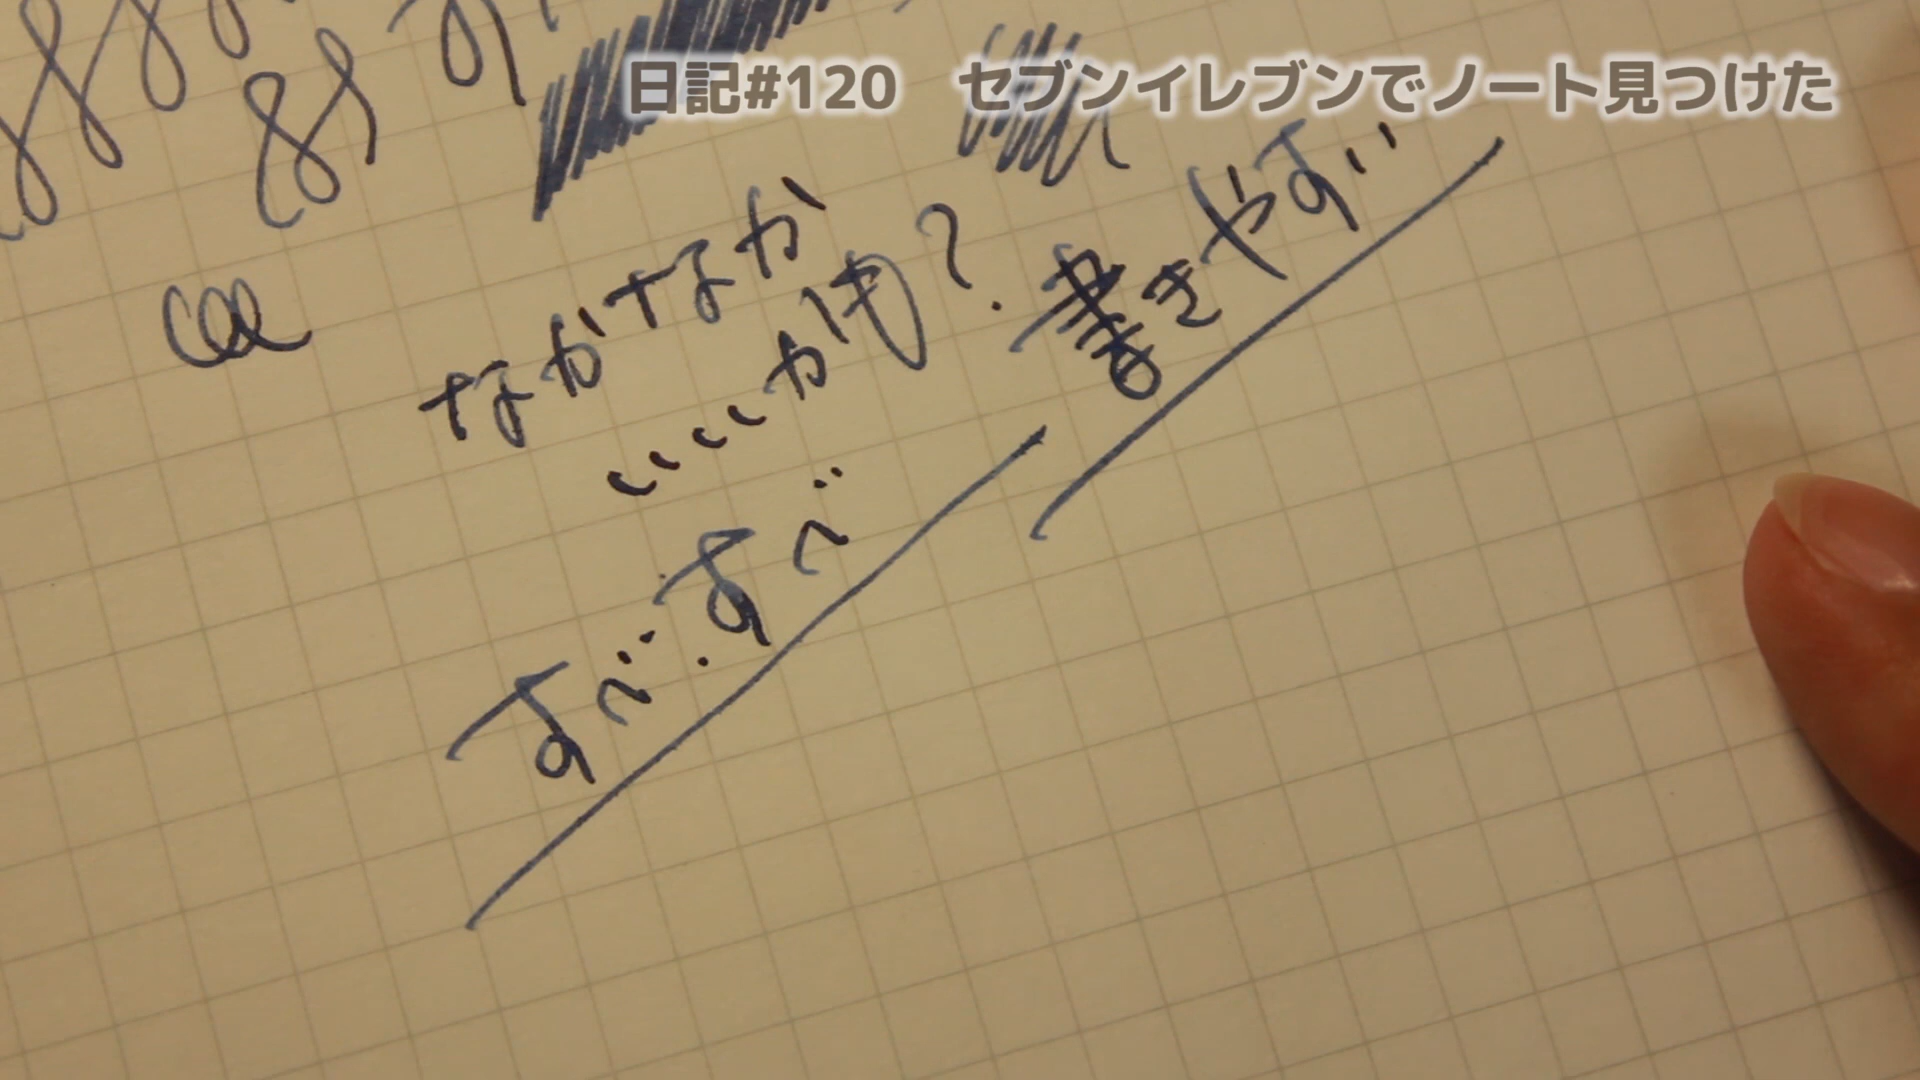 日記#120　セブンイレブンでノート見つけた
なかなか
いいかも?
書きやすい
すべすべ